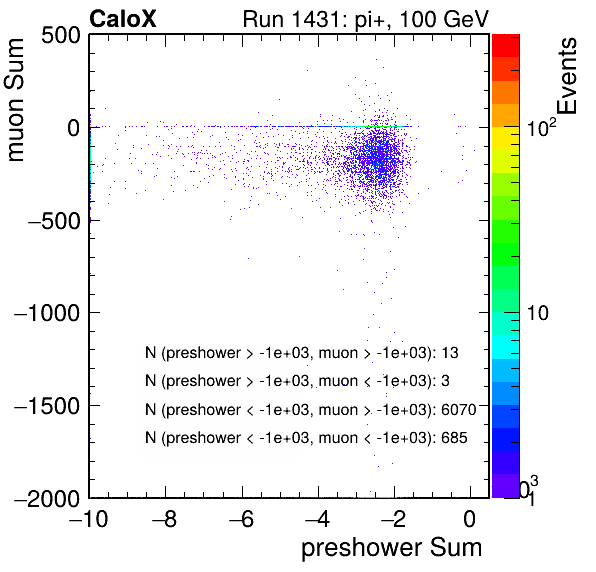 CaloX Run 1431: pi+, 100 GeV
muon Sum
500
0
−500
−1000
−1500
−2000
N (preshower > -1e+03, muon > -1e+03): 13
N (preshower > -1e+03, muon < -1e+03): 3
N (preshower < -1e+03, muon > -1e+03): 6070
N (preshower < -1e+03, muon < -1e+03): 685
−10 −8 −6 −4 −2 0
preshower Sum
Events
10²
10
1
03